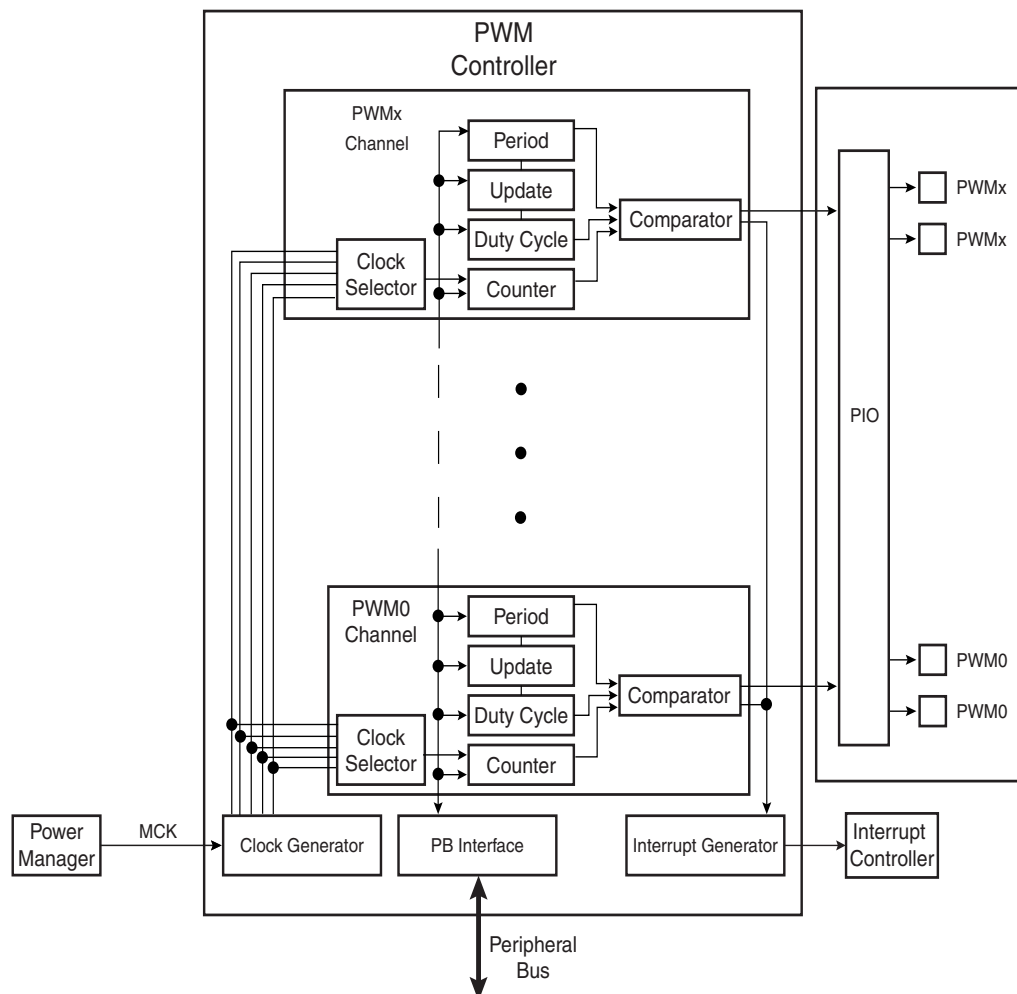 PWM
Controller
PWMx
Channel
Period
Update
Duty Cycle
Comparator
Clock
Selector
Counter
PIO
PWMx
PWMx
PWM0
Channel
Period
Update
Duty Cycle
Comparator
Clock
Selector
Counter
PWM0
PWM0
Power
Manager
MCK
Clock Generator
PB Interface
Interrupt Generator
Interrupt
Controller
Peripheral
Bus